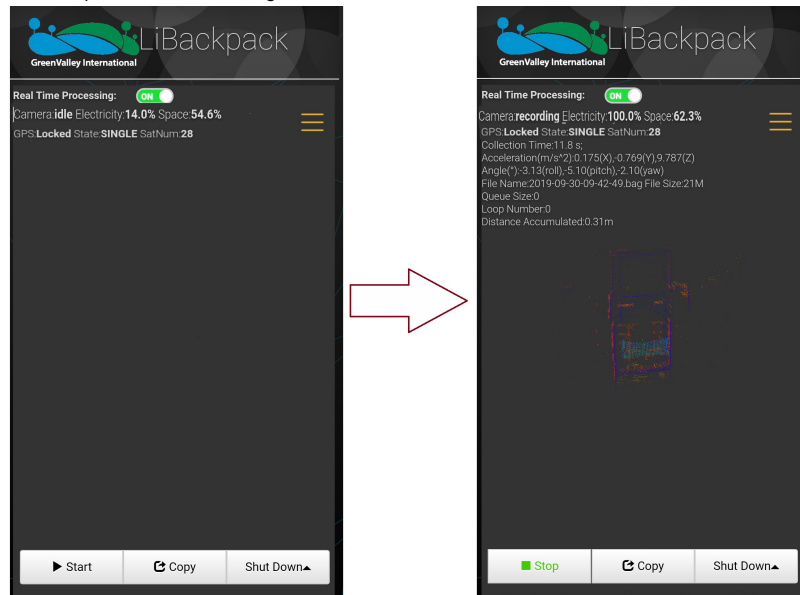 LiBackpack
GreenValley International
Real Time Processing: ON
Camera:idle Electricity:14.0% Space:54.6%
GPS:Locked State:SINGLE SatNum:28
Start
Copy
Shut Down
LiBackpack
GreenValley International
Real Time Processing: ON
Camera:recording Electricity:100.0% Space:62.3%
GPS:Locked State:SINGLE SatNum:28
Collection Time:11.8 s;
Acceleration(m/s^2):0.175(X),-0.769(Y),9.787(Z)
Angle(°):-3.13(roll),-5.10(pitch),-2.10(yaw)
File Name:2019-09-30-09-42-49.bag File Size:21M
Queue Size:0
Loop Number:0
Distance Accumulated:0.31m
Stop
Copy
Shut Down